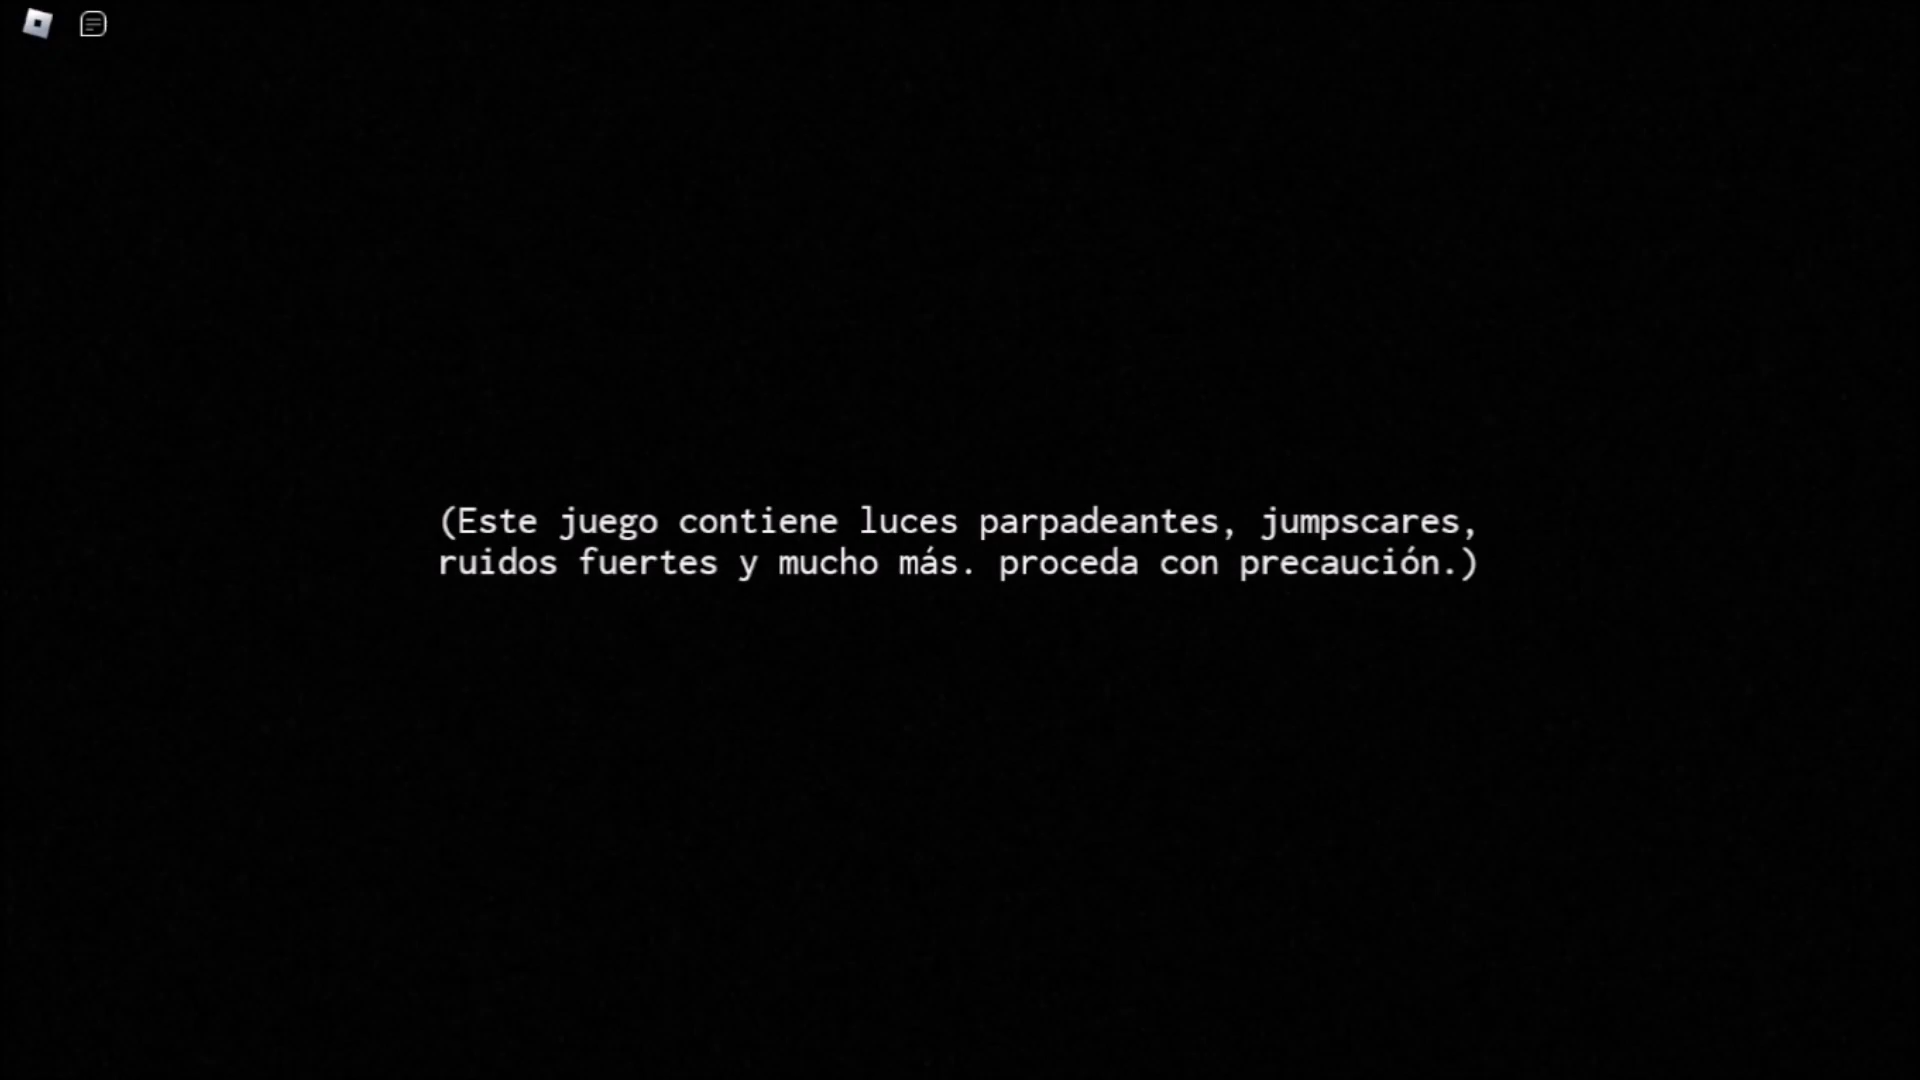 (Este juego contiene luces parpadeantes, jumpscares,
ruidos fuertes y mucho más. proceda con precaución.)